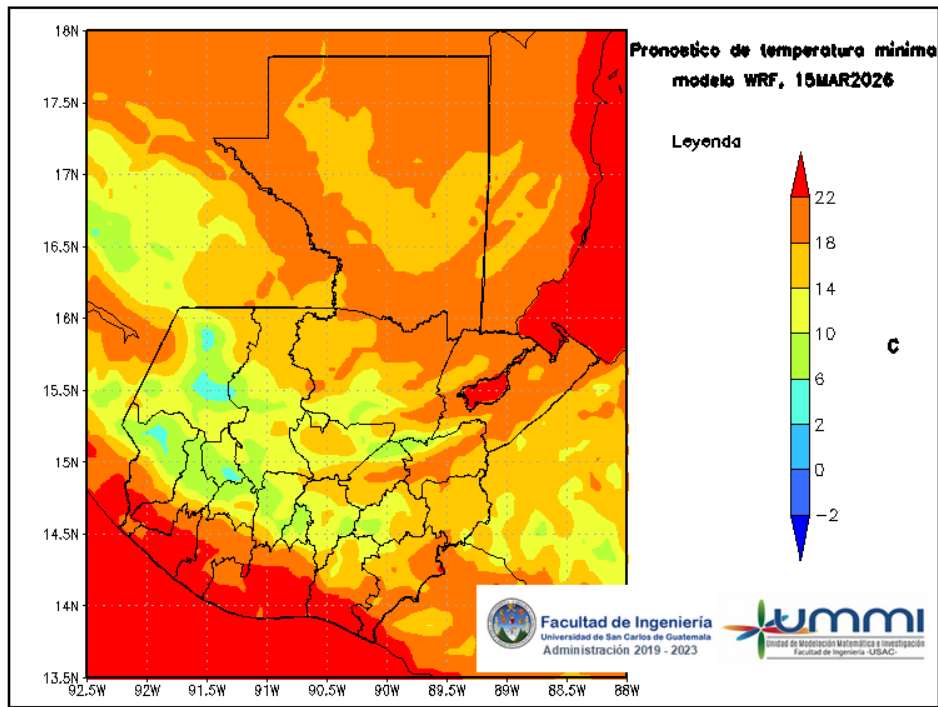 Pronostico de temperatura minima
modelo WRF, 15MAR2026
Leyenda
22
18
14
10
6
2
0
−2
C
18N
17.5N
17N
16.5N
16N
15.5N
15N
14.5N
14N
13.5N
92.5W
92W
91.5W
91W
90.5W
90W
89.5W
89W
88.5W
88W
Facultad de Ingeniería
Universidad de San Carlos de Guatemala
Administración 2019 - 2023
ummi
Unidad de Modelación Matemática e Investigación
Facultad de Ingeniería -USAC-